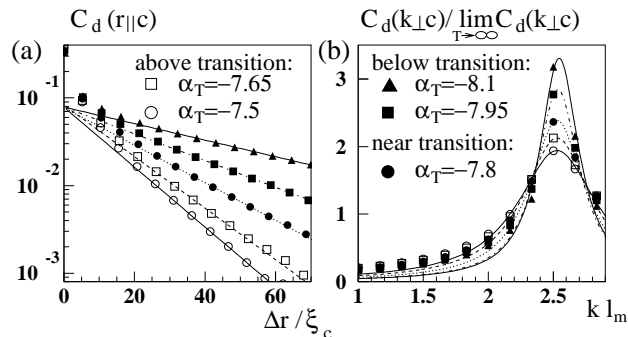 C_d(r||c)
C_d(k⊥c)/lim_{T→∞} C_d(k⊥c)
(a)
above transition:
□ α_T=−7.65
○ α_T=−7.5
(b)
below transition:
▲ α_T=−8.1
■ α_T=−7.95
near transition:
● α_T=−7.8
10^-1
10^-2
10^-3
0 20 40 60
Δr/ξ_c
3
2
1
0
1 1.5 2 2.5
k l_m